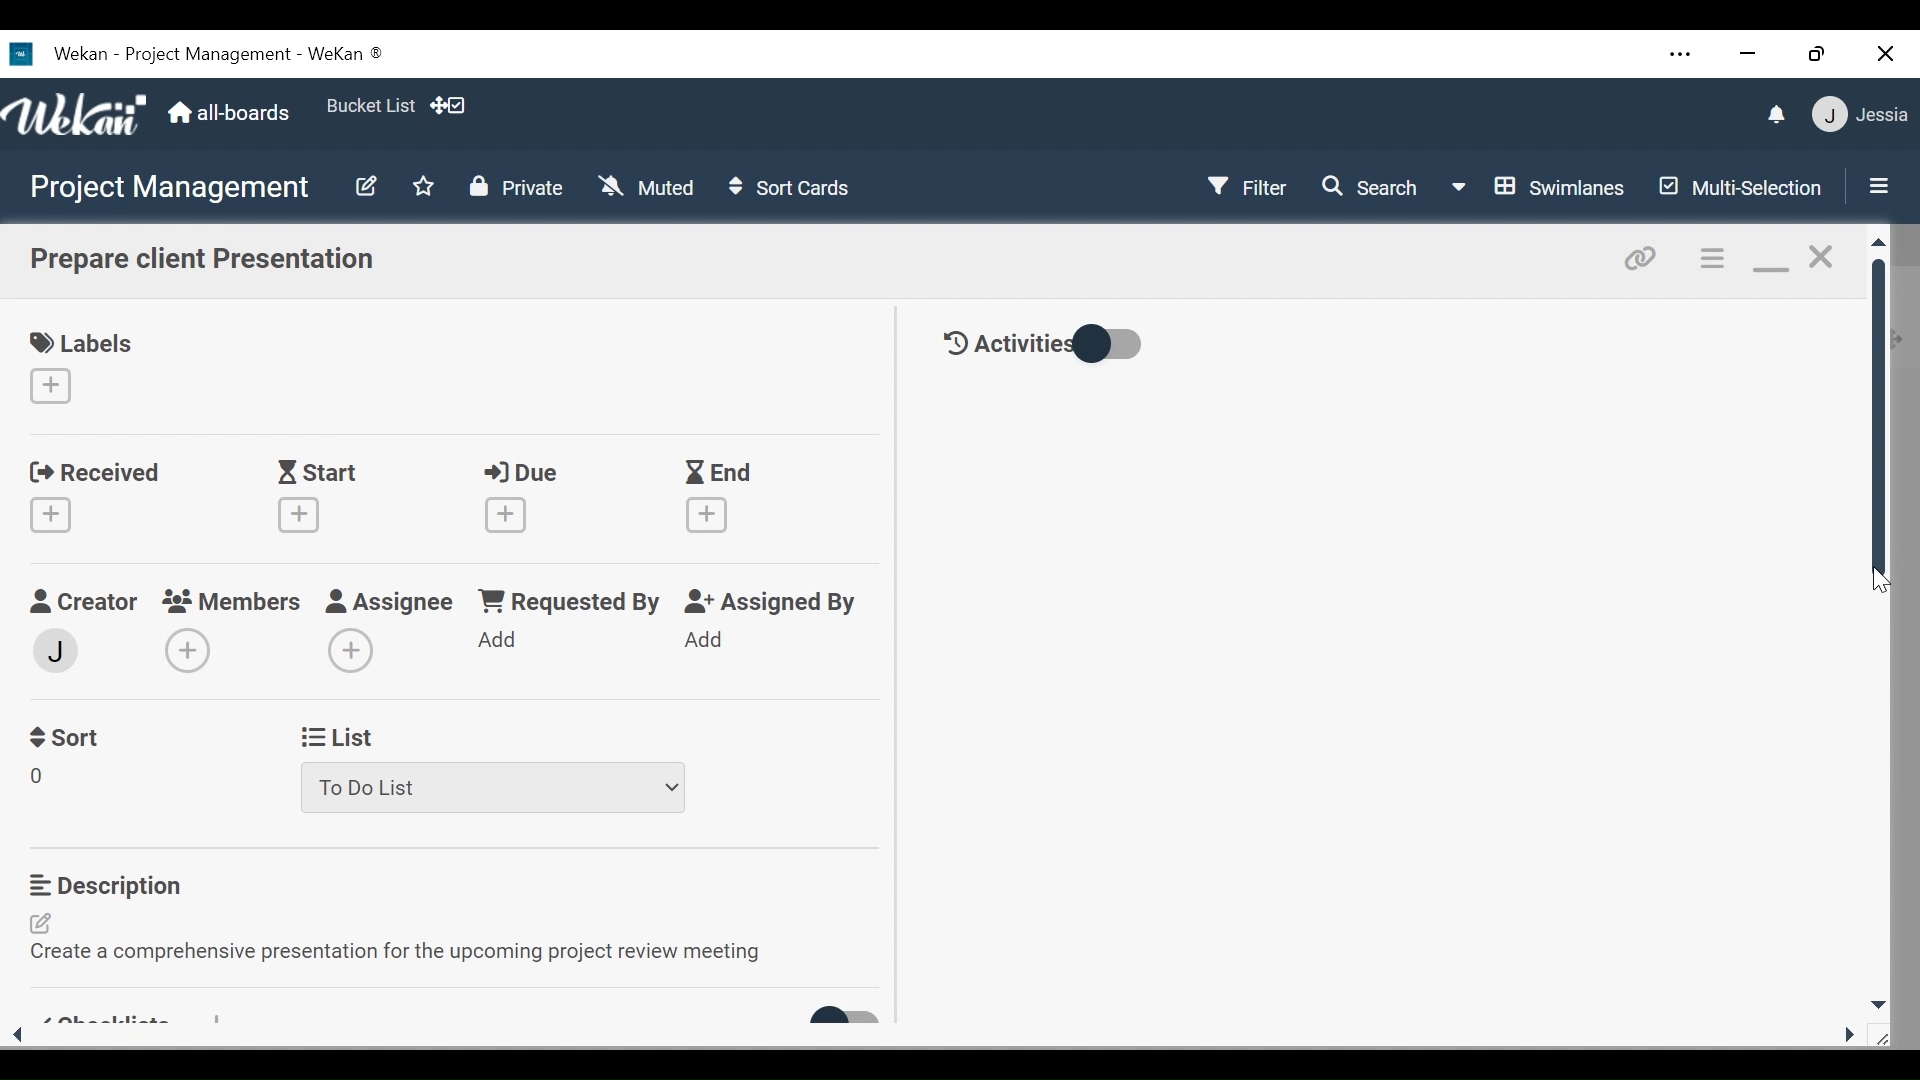 Wekan - Project Management - WeKan ®
WeKan all-boards Bucket List J Jessia
Project Management Private Muted Sort Cards Filter Search Swimlanes Multi-Selection
Prepare client Presentation
Labels
Activities
Received Start Due End
Creator Members Assignee Requested By Assigned By
J Add Add
Sort List
0 To Do List
Description
Create a comprehensive presentation for the upcoming project review meeting
Checklists